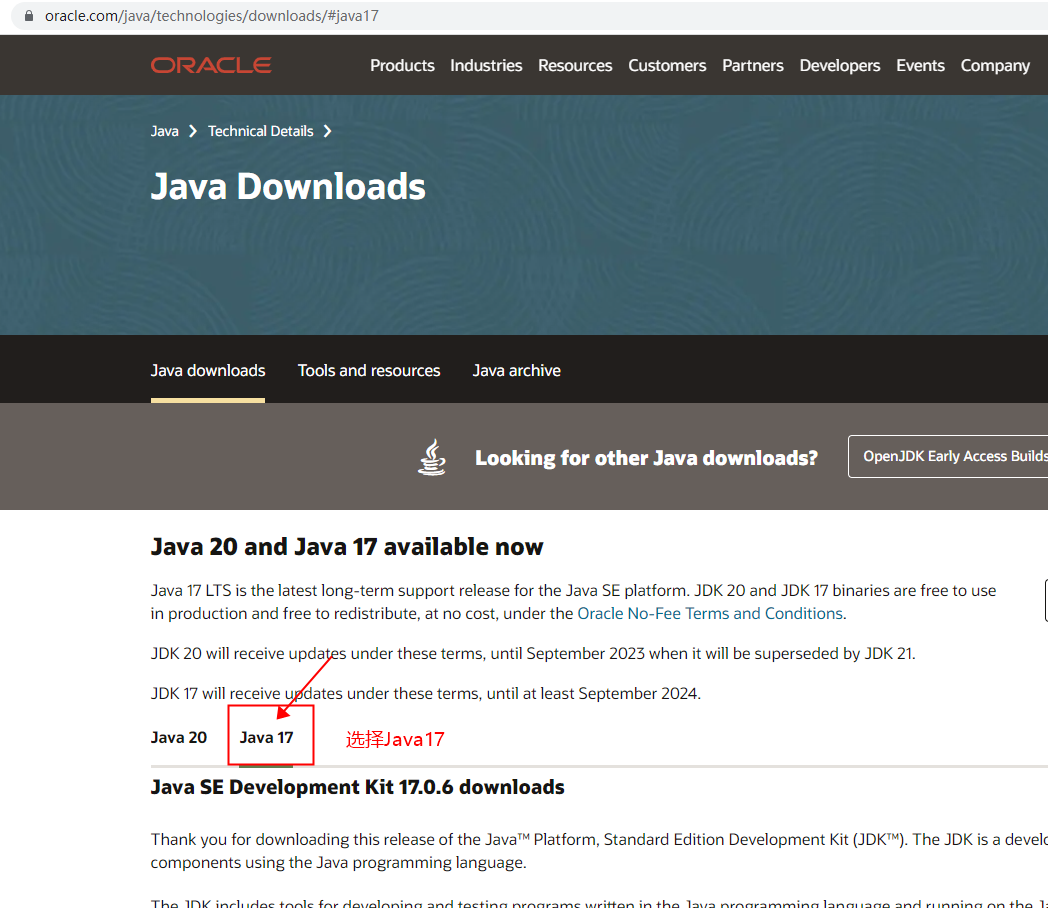 oracle.com/java/technologies/downloads/#java17
ORACLE Products Industries Resources Customers Partners Developers Events Company
Java Technical Details
Java Downloads
Java downloads Tools and resources Java archive
Looking for other Java downloads? OpenJDK Early Access Builds
Java 20 and Java 17 available now
Java 17 LTS is the latest long-term support release for the Java SE platform. JDK 20 and JDK 17 binaries are free to use
in production and free to redistribute, at no cost, under the Oracle No-Fee Terms and Conditions.
JDK 20 will receive updates under these terms, until September 2023 when it will be superseded by JDK 21.
JDK 17 will receive updates under these terms, until at least September 2024.
Java 20 Java 17 选择Java17
Java SE Development Kit 17.0.6 downloads
Thank you for downloading this release of the Java™ Platform, Standard Edition Development Kit (JDK™). The JDK is a develo
components using the Java programming language.
The JDK includes tools for developing and testing programs written in the Java programming language and running on the Ja